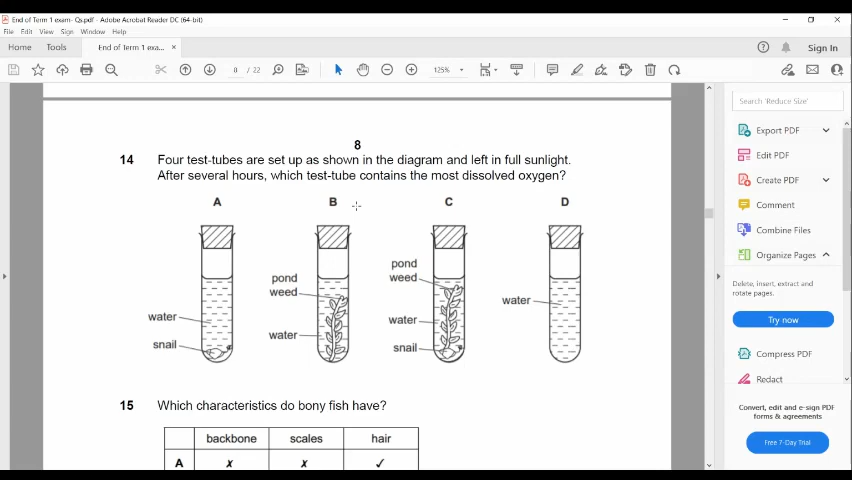 End of Term 1 exam- Qs.pdf - Adobe Acrobat Reader DC (64-bit)
File Edit View Sign Window Help
Home Tools End of Term 1 exa... × Sign In
8 / 22 125%
8
14 Four test-tubes are set up as shown in the diagram and left in full sunlight.
After several hours, which test-tube contains the most dissolved oxygen?
A B C D
pond
weed
pond
weed
water
water
water
water
snail
snail
15 Which characteristics do bony fish have?
backbone scales hair
A ✗ ✗ ✓
Search 'Reduce Size'
Export PDF
Edit PDF
Create PDF
Comment
Combine Files
Organize Pages
Delete, insert, extract and
rotate pages.
Try now
Compress PDF
Redact
Convert, edit and e-sign PDF
forms & agreements
Free 7-Day Trial